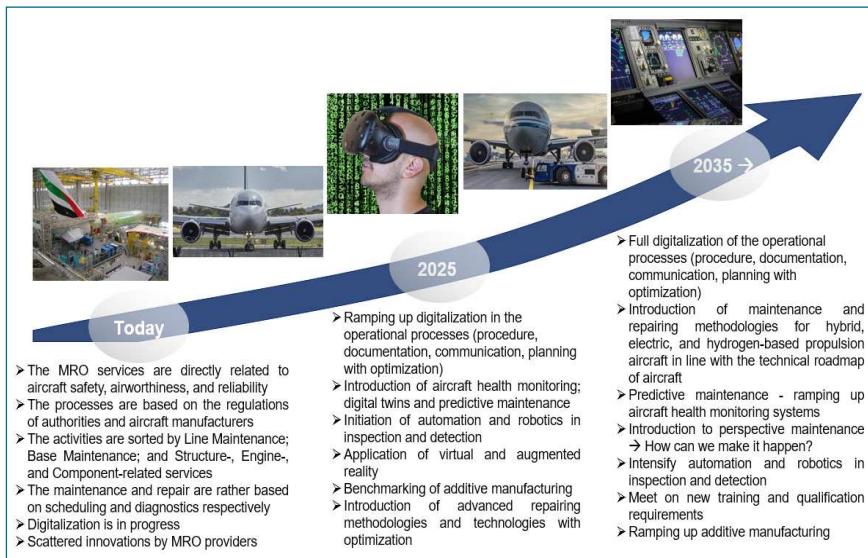 Today
➢ The MRO services are directly related to
aircraft safety, airworthiness, and reliability
➢ The processes are based on the regulations
of authorities and aircraft manufacturers
➢ The activities are sorted by Line Maintenance;
Base Maintenance; and Structure-, Engine-,
and Component-related services
➢ The maintenance and repair are rather based
on scheduling and diagnostics respectively
➢ Digitalization is in progress
➢ Scattered innovations by MRO providers
2025
➢ Ramping up digitalization in the
operational processes (procedure,
documentation, communication, planning
with optimization)
➢ Introduction of aircraft health monitoring;
digital twins and predictive maintenance
➢ Initiation of automation and robotics in
inspection and detection
➢ Application of virtual and augmented
reality
➢ Benchmarking of additive manufacturing
➢ Introduction of advanced repairing
methodologies and technologies with
optimization
2035 →
➢ Full digitalization of the operational
processes (procedure, documentation,
communication, planning with
optimization)
➢ Introduction of maintenance and
repairing methodologies for hybrid,
electric, and hydrogen-based propulsion
aircraft in line with the technical roadmap
of aircraft
➢ Predictive maintenance - ramping up
aircraft health monitoring systems
➢ Introduction to perspective maintenance
→ How can we make it happen?
➢ Intensify automation and robotics in
inspection and detection
➢ Meet on new training and qualification
requirements
➢ Ramping up additive manufacturing